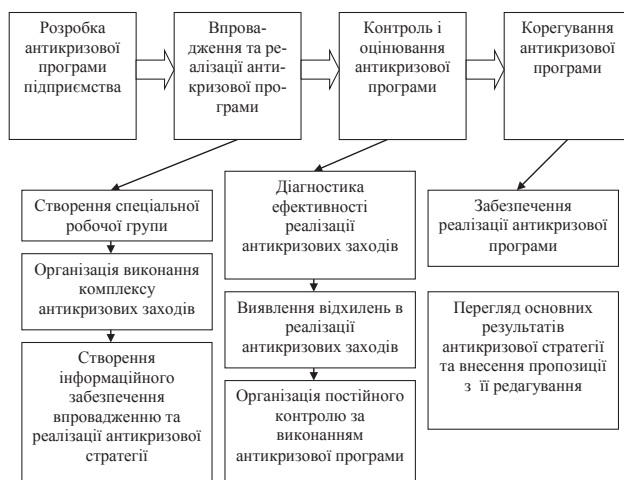 Розробка
антикризової
програми
підприємства
Впрова-
дження та ре-
алізації анти-
кризової про-
грами
Контроль і
оцінювання
антикризової
програми
Корегування
антикризової
програми
Створення спеціальної
робочої групи
Організація виконання
комплексу
антикризових заходів
Створення
інформаційного
забезпечення
впровадженню та
реалізації антикризової
стратегії
Діагностика
ефективності
реалізації
антикризових заходів
Виявлення відхилень в
реалізації
антикризових заходів
Організація постійного
контролю за
виконанням
антикризової програми
Забезпечення
реалізації антикризової
програми
Перегляд основних
результатів
антикризової стратегії
та внесення пропозиції
з її редагування